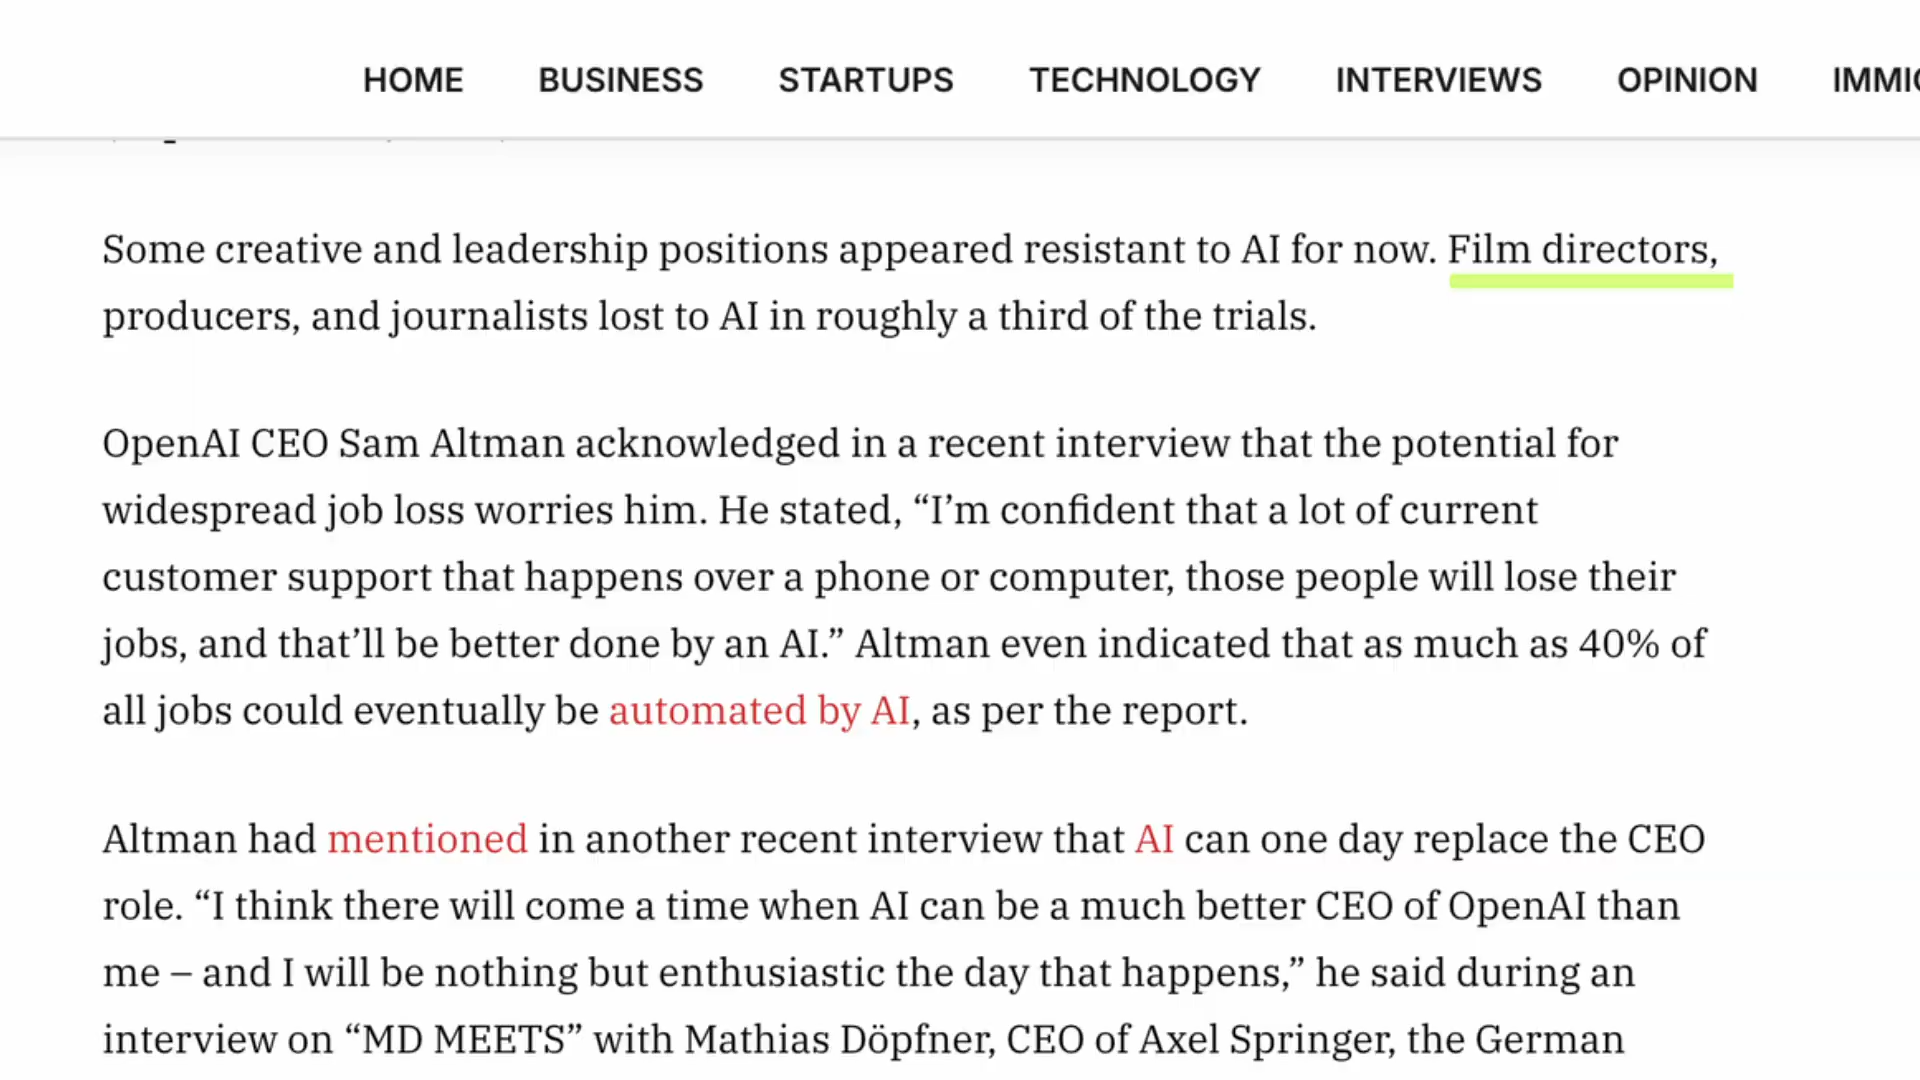 HOME BUSINESS STARTUPS TECHNOLOGY INTERVIEWS OPINION
Some creative and leadership positions appeared resistant to AI for now. Film directors,
producers, and journalists lost to AI in roughly a third of the trials.
OpenAI CEO Sam Altman acknowledged in a recent interview that the potential for
widespread job loss worries him. He stated, “I’m confident that a lot of current
customer support that happens over a phone or computer, those people will lose their
jobs, and that’ll be better done by an AI.” Altman even indicated that as much as 40% of
all jobs could eventually be automated by AI, as per the report.
Altman had mentioned in another recent interview that AI can one day replace the CEO
role. “I think there will come a time when AI can be a much better CEO of OpenAI than
me – and I will be nothing but enthusiastic the day that happens,” he said during an
interview on “MD MEETS” with Mathias Döpfner, CEO of Axel Springer, the German